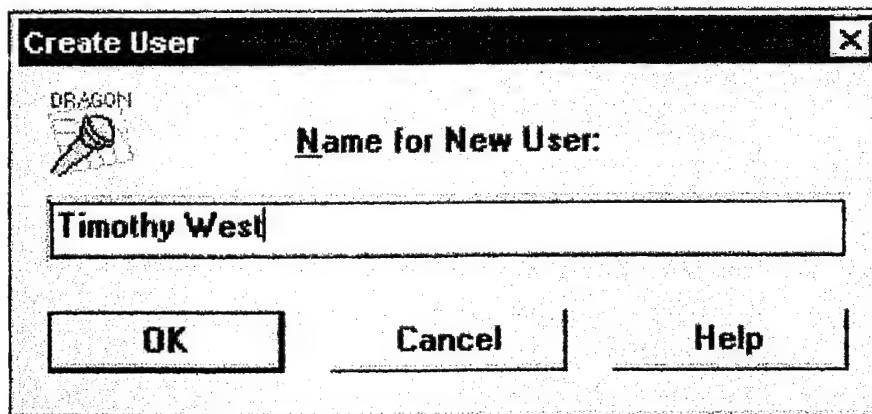 Create User
DRAGON
Name for New User:
Timothy West
OK Cancel Help